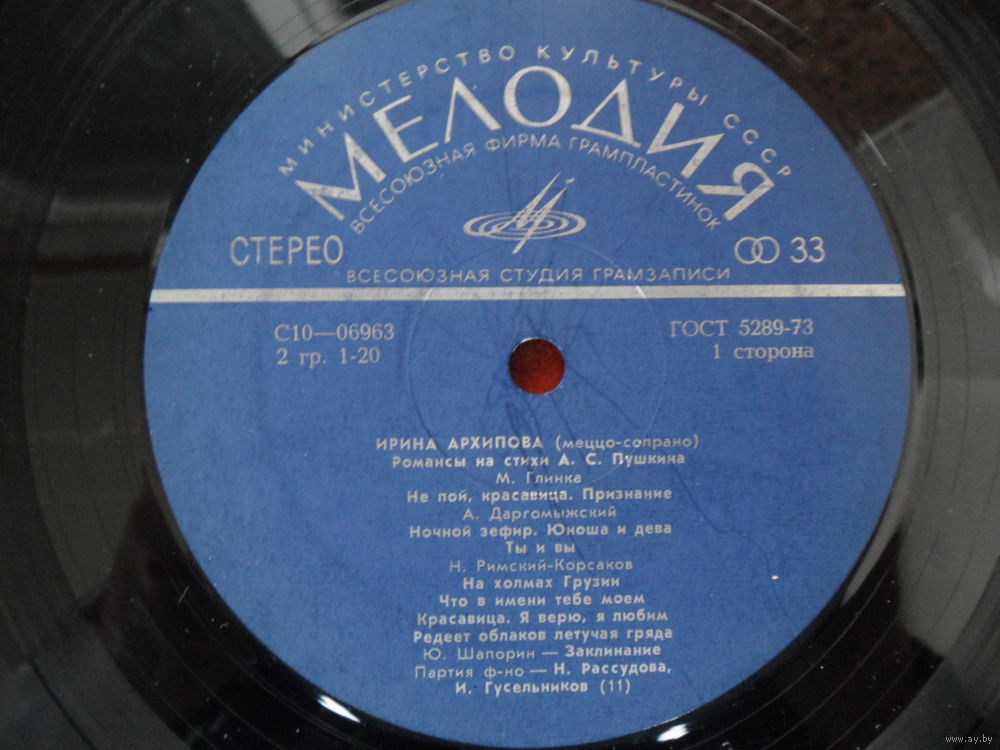 МИНИСТЕРСТВО КУЛЬТУРЫ СССР
МЕЛОДИЯ
ВСЕСОЮЗНАЯ ФИРМА ГРАМПЛАСТИНОК
СТЕРЕО 33
ВСЕСОЮЗНАЯ СТУДИЯ ГРАМЗАПИСИ
С10—06963 ГОСТ 5289-73
2 гр. 1-20 1 сторона
ИРИНА АРХИПОВА (меццо-сопрано)
Романсы на стихи А. С. Пушкина
М. Глинка
Не пой, красавица. Признание
А. Даргомыжский
Ночной зефир. Юноша и дева
Ты и вы
Н. Римский-Корсаков
На холмах Грузии
Что в имени тебе моем
Красавица. Я верю, я любим
Редеет облаков летучая гряда
Ю. Шапорин — Заклинание
Партия ф-но — Н. Рассудова,
И. Гусельников (11)
www.ay.by